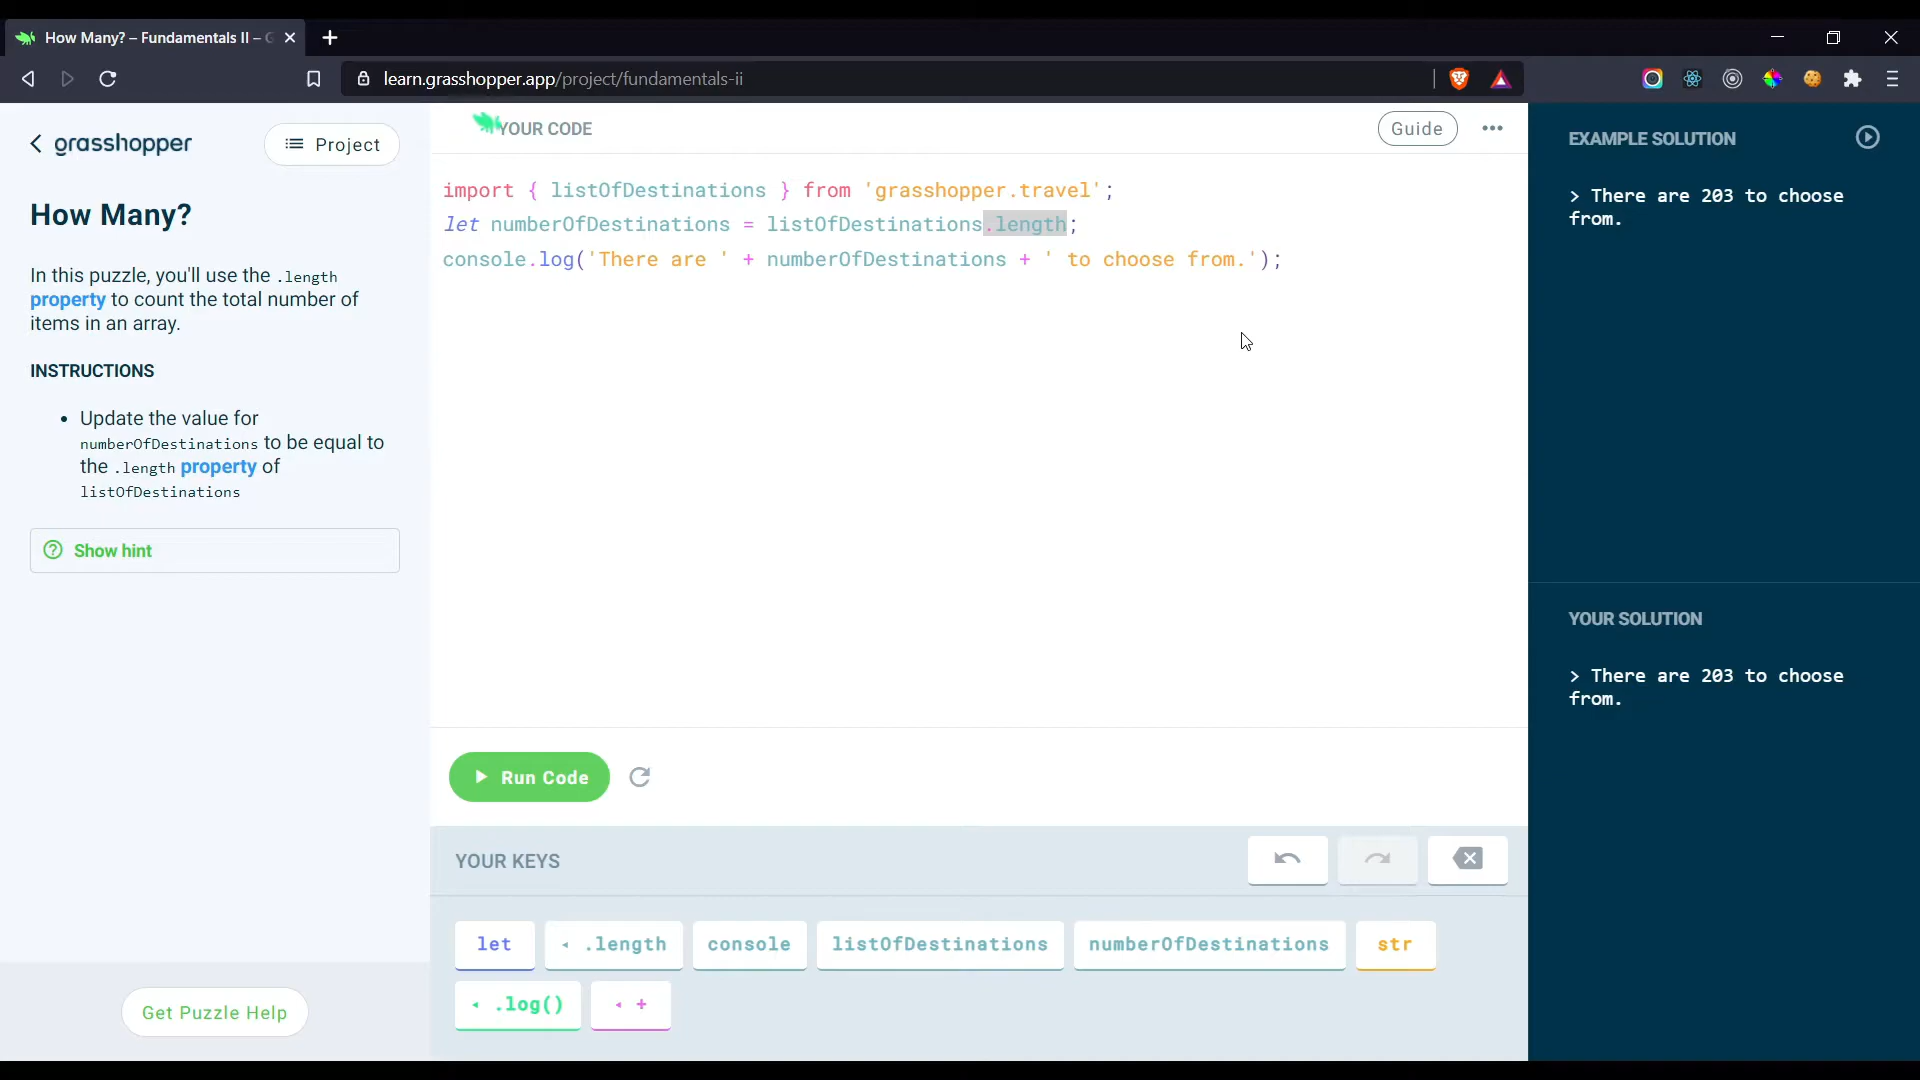 How Many? – Fundamentals II – G
learn.grasshopper.app/project/fundamentals-ii
grasshopper
Project
How Many?
In this puzzle, you'll use the .length
property to count the total number of
items in an array.
INSTRUCTIONS
• Update the value for
numberOfDestinations to be equal to
the .length property of
listOfDestinations
Show hint
Get Puzzle Help
YOUR CODE
Guide
import { listOfDestinations } from 'grasshopper.travel';
let numberOfDestinations = listOfDestinations.length;
console.log('There are ' + numberOfDestinations + ' to choose from.');
Run Code
YOUR KEYS
let
.length
console
listOfDestinations
numberOfDestinations
str
.log()
+
EXAMPLE SOLUTION
> There are 203 to choose
from.
YOUR SOLUTION
> There are 203 to choose
from.